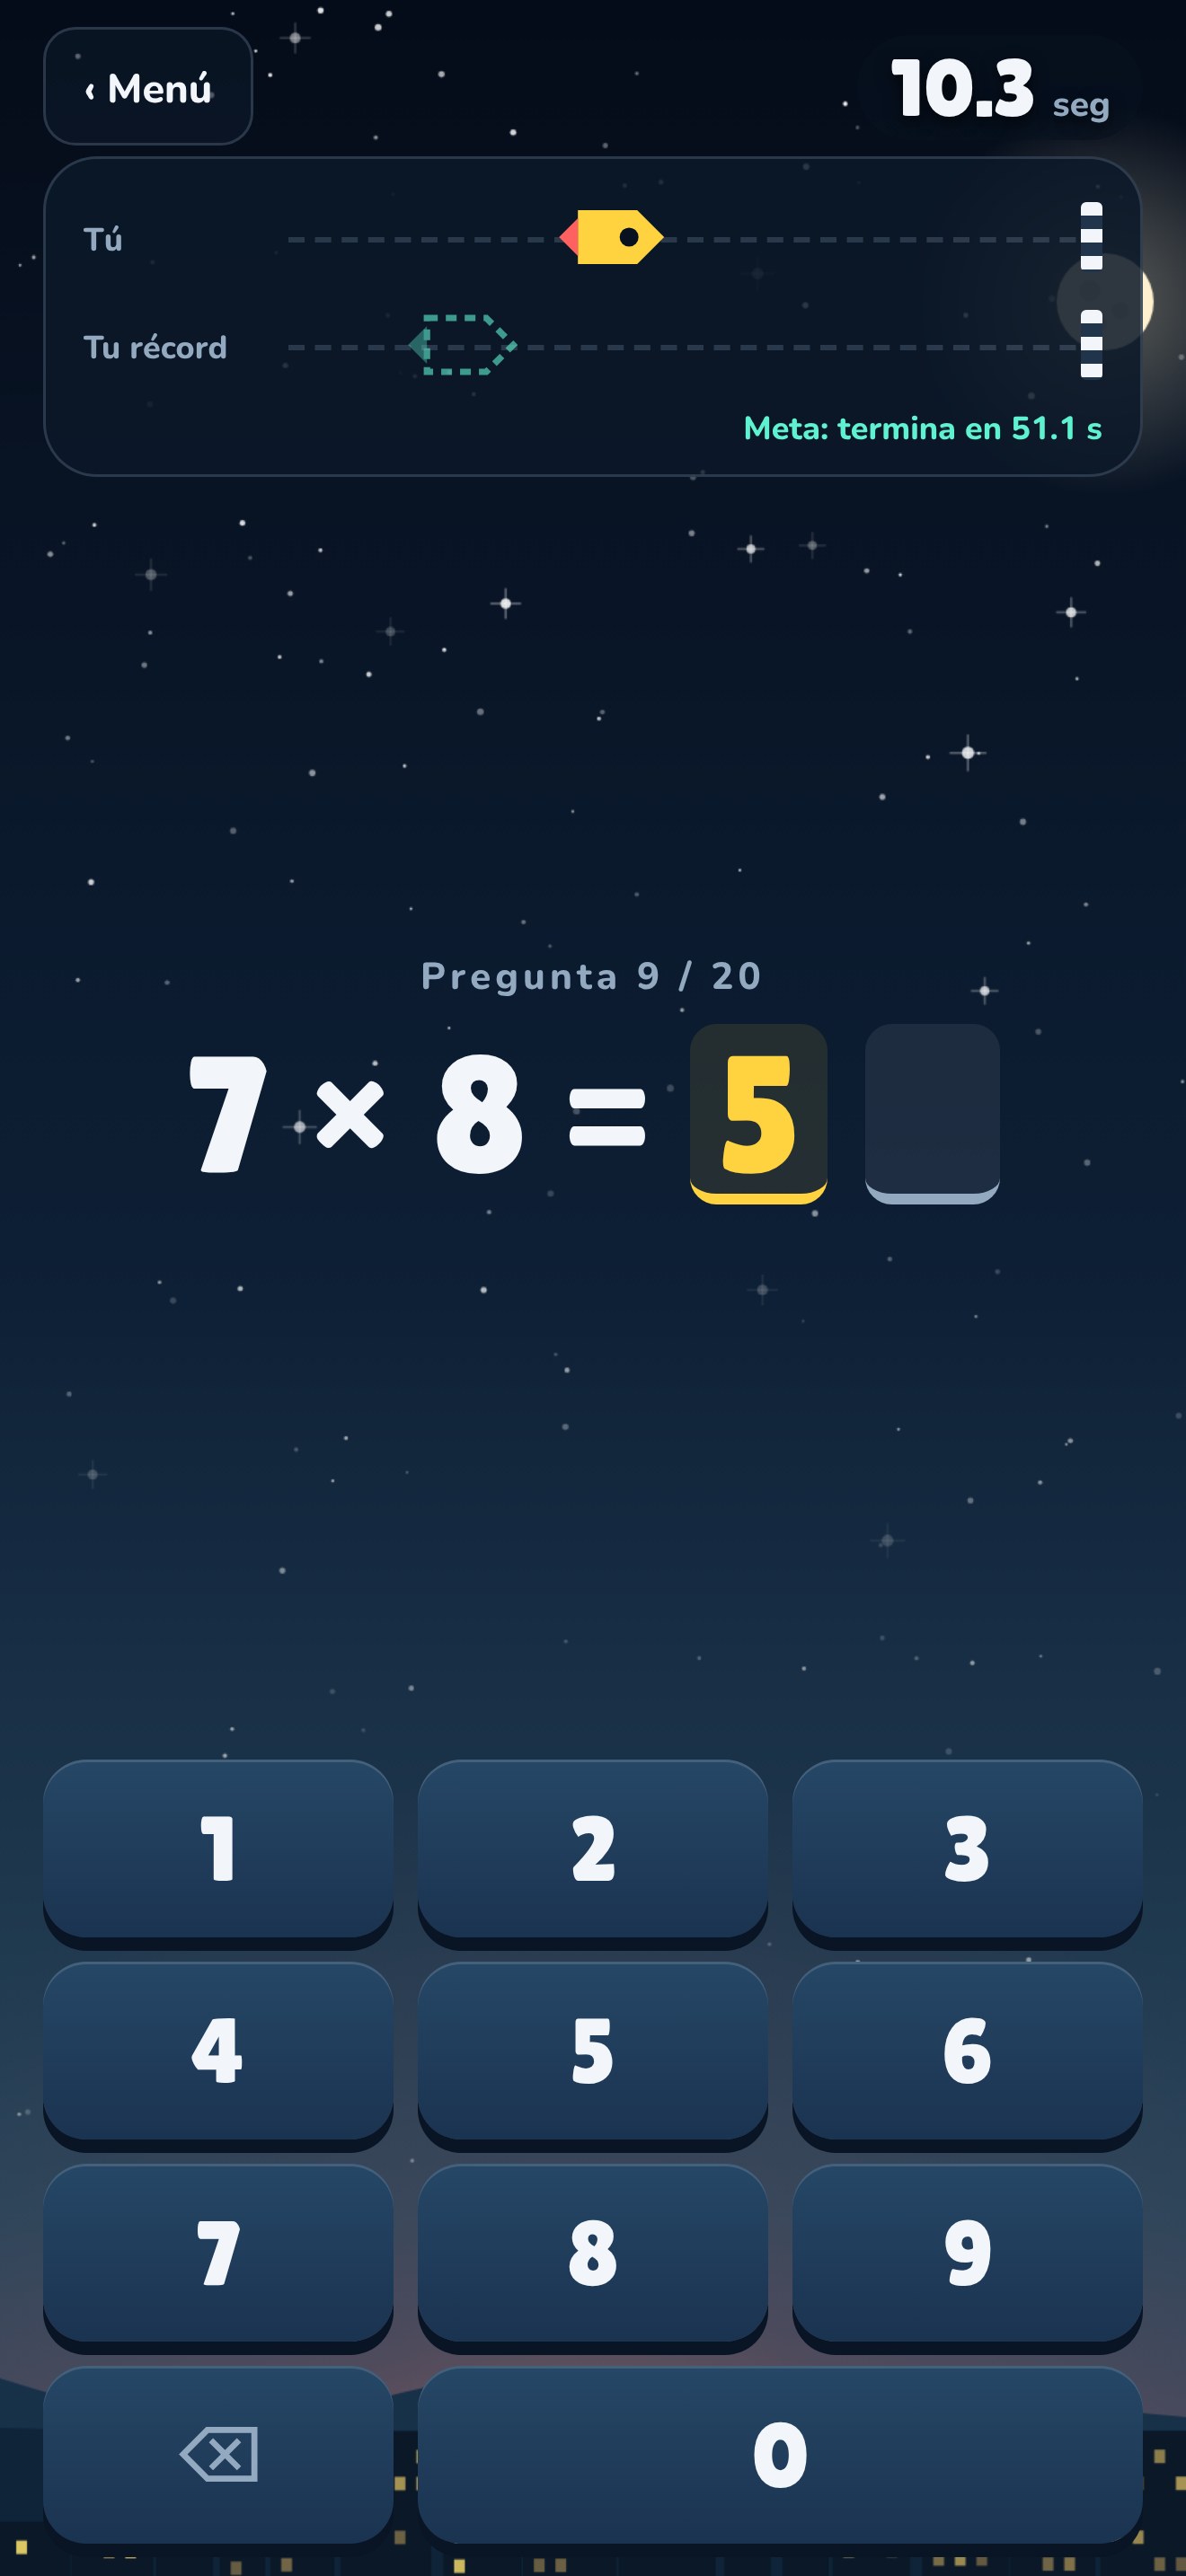 ‹ Menú
10.3 seg
Tú
Tu récord
Meta: termina en 51.1 s
Pregunta 9 / 20
7 × 8 = 5
1 2 3
4 5 6
7 8 9
0